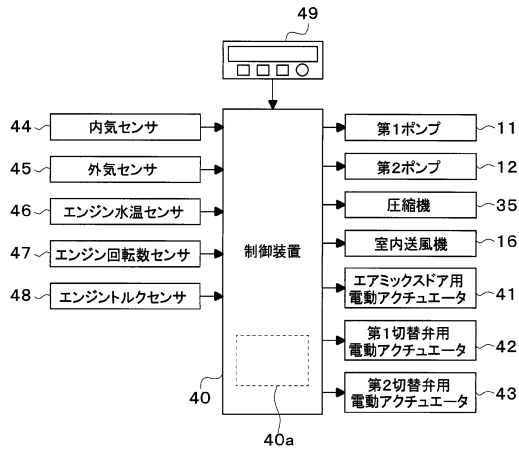 49
44
内気センサ
45
外気センサ
46
エンジン水温センサ
47
エンジン回転数センサ
48
エンジントルクセンサ
制御装置
40
40a
第1ポンプ
11
第2ポンプ
12
圧縮機
35
室内送風機
16
エアミックスドア用
電動アクチュエータ
41
第1切替弁用
電動アクチュエータ
42
第2切替弁用
電動アクチュエータ
43